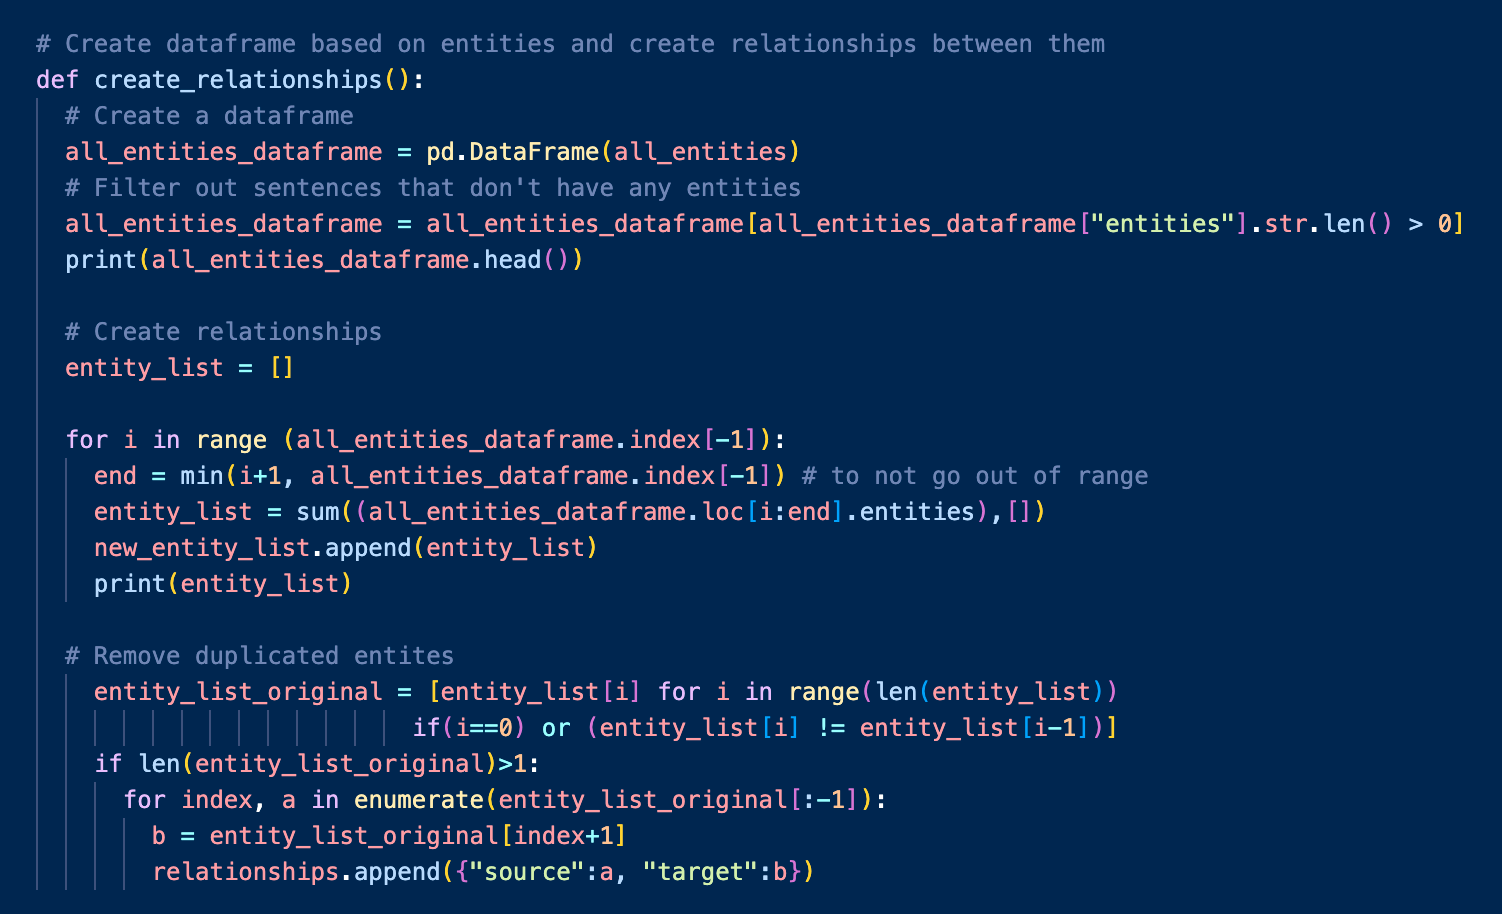 # Create dataframe based on entities and create relationships between them
def create_relationships():
# Create a dataframe
all_entities_dataframe = pd.DataFrame(all_entities)
# Filter out sentences that don't have any entities
all_entities_dataframe = all_entities_dataframe[all_entities_dataframe["entities"].str.len() > 0]
print(all_entities_dataframe.head())
# Create relationships
entity_list = []
for i in range (all_entities_dataframe.index[-1]):
end = min(i+1, all_entities_dataframe.index[-1]) # to not go out of range
entity_list = sum((all_entities_dataframe.loc[i:end].entities),[])
new_entity_list.append(entity_list)
print(entity_list)
# Remove duplicated entites
entity_list_original = [entity_list[i] for i in range(len(entity_list))
if(i==0) or (entity_list[i] != entity_list[i-1])]
if len(entity_list_original)>1:
for index, a in enumerate(entity_list_original[:-1]):
b = entity_list_original[index+1]
relationships.append({"source":a, "target":b})